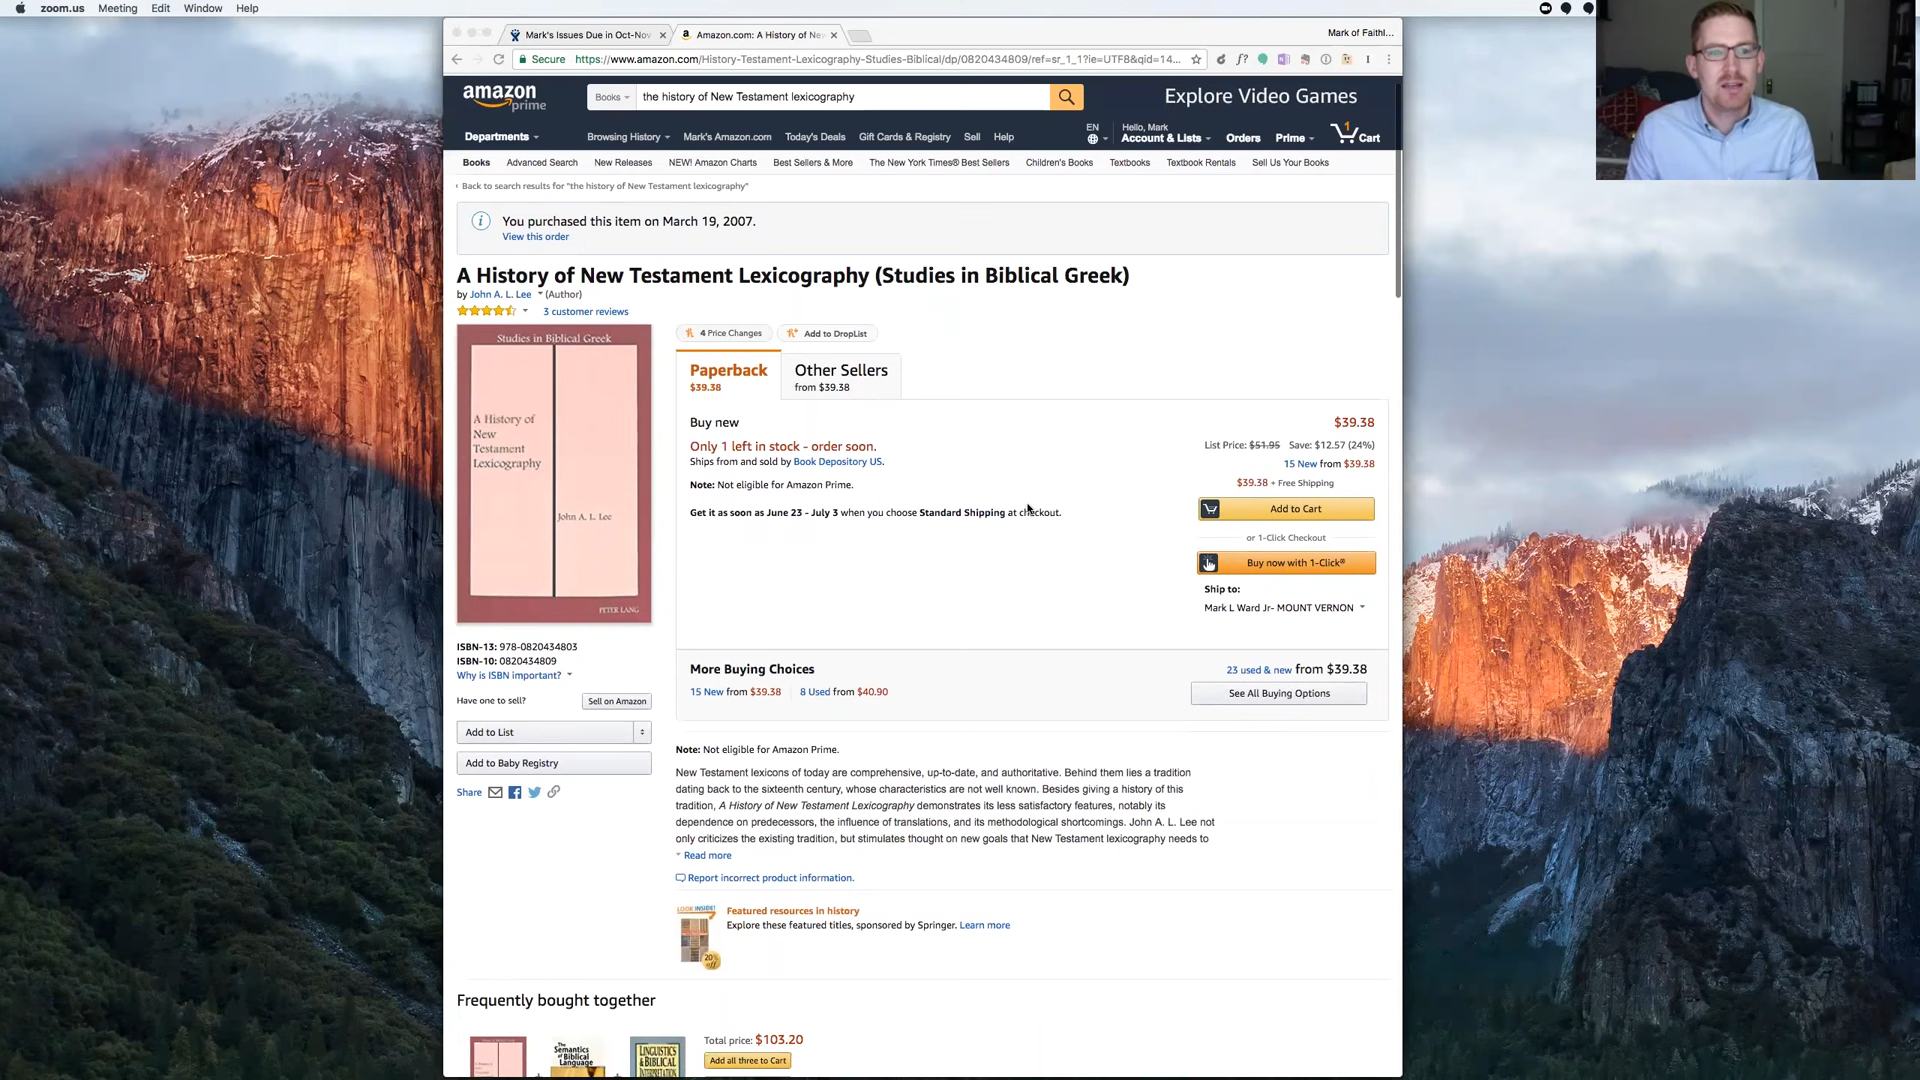 zoom.us Meeting Edit Window Help
Mark's Issues Due in Oct-Nov
Amazon.com: A History of Ne
Mark of Faithl...
Secure https://www.amazon.com/History-Testament-Lexicography-Studies-Biblical/dp/0820434809/ref=sr_1_1?ie=UTF8&qid=14...
amazon prime
Books
the history of New Testament lexicography
Explore Video Games
Departments
Browsing History Mark's Amazon.com Today's Deals Gift Cards & Registry Sell Help
EN
Hello, Mark
Account & Lists Orders Prime 1 Cart
Books Advanced Search New Releases NEW! Amazon Charts Best Sellers & More The New York Times® Best Sellers Children's Books Textbooks Textbook Rentals Sell Us Your Books
‹ Back to search results for "the history of New Testament lexicography"
You purchased this item on March 19, 2007.
View this order
A History of New Testament Lexicography (Studies in Biblical Greek)
by John A. L. Lee (Author)
3 customer reviews
Studies in Biblical Greek
A History of
New
Testament
Lexicography
John A. L. Lee
PETER LANG
4 Price Changes Add to DropList
Paperback
$39.38
Other Sellers
from $39.38
Buy new
$39.38
Only 1 left in stock - order soon.
List Price: $51.95 Save: $12.57 (24%)
Ships from and sold by Book Depository US.
15 New from $39.38
Note: Not eligible for Amazon Prime.
$39.38 + Free Shipping
Get it as soon as June 23 - July 3 when you choose Standard Shipping at checkout.
Add to Cart
or 1-Click Checkout
Buy now with 1-Click®
Ship to:
Mark L Ward Jr- MOUNT VERNON
ISBN-13: 978-0820434803
ISBN-10: 0820434809
Why is ISBN important?
More Buying Choices
23 used & new from $39.38
15 New from $39.38 8 Used from $40.90
See All Buying Options
Have one to sell? Sell on Amazon
Add to List
Add to Baby Registry
Share
Note: Not eligible for Amazon Prime.
New Testament lexicons of today are comprehensive, up-to-date, and authoritative. Behind them lies a tradition
dating back to the sixteenth century, whose characteristics are not well known. Besides giving a history of this
tradition, A History of New Testament Lexicography demonstrates its less satisfactory features, notably its
dependence on predecessors, the influence of translations, and its methodological shortcomings. John A. L. Lee not
only criticizes the existing tradition, but stimulates thought on new goals that New Testament lexicography needs to
Read more
Report incorrect product information.
LOOK INSIDE!
20% off
Featured resources in history
Explore these featured titles, sponsored by Springer. Learn more
Frequently bought together
The
Semantics
of Biblical
Language
LINGUISTICS
& BIBLICAL
Total price: $103.20
Add all three to Cart